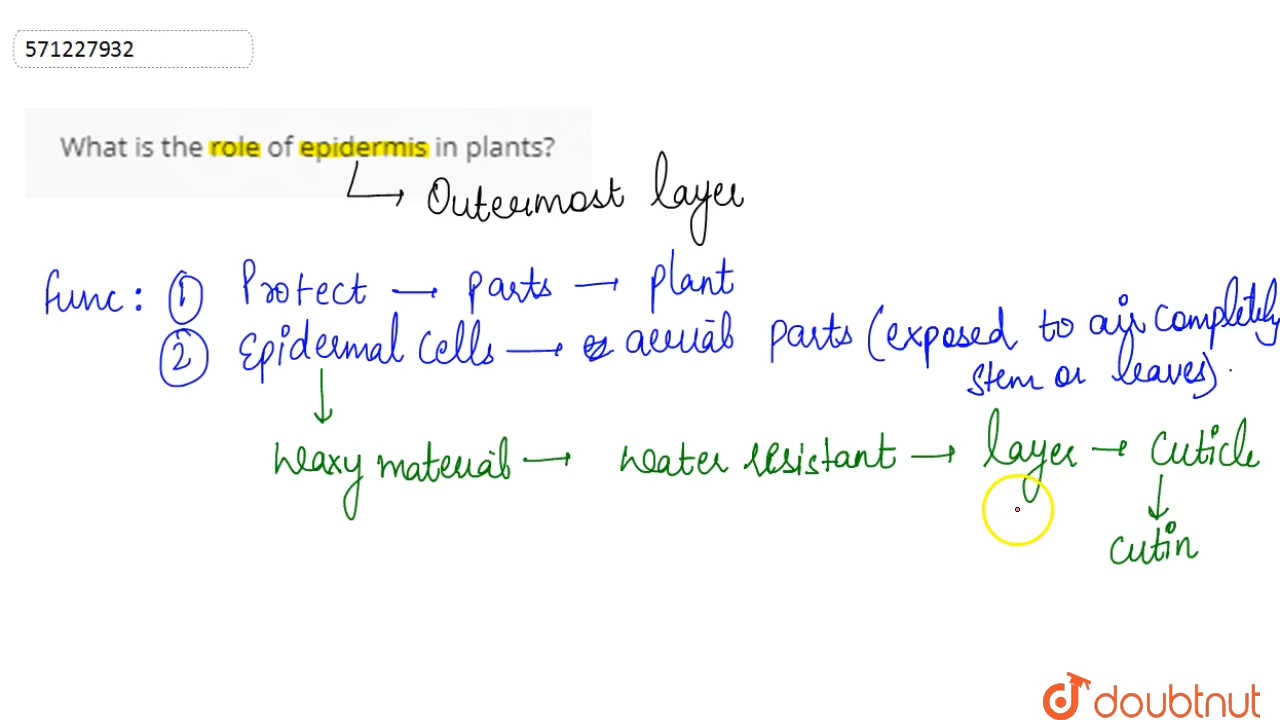 571227932
What is the role of epidermis in plants?
Outermost layer
func: ① Protect → parts → plant
② Epidermal cells → aerial parts (exposed to air completely
stem or leaves).
Waxy material → water resistant → layer → cuticle
cutin
doubtnut